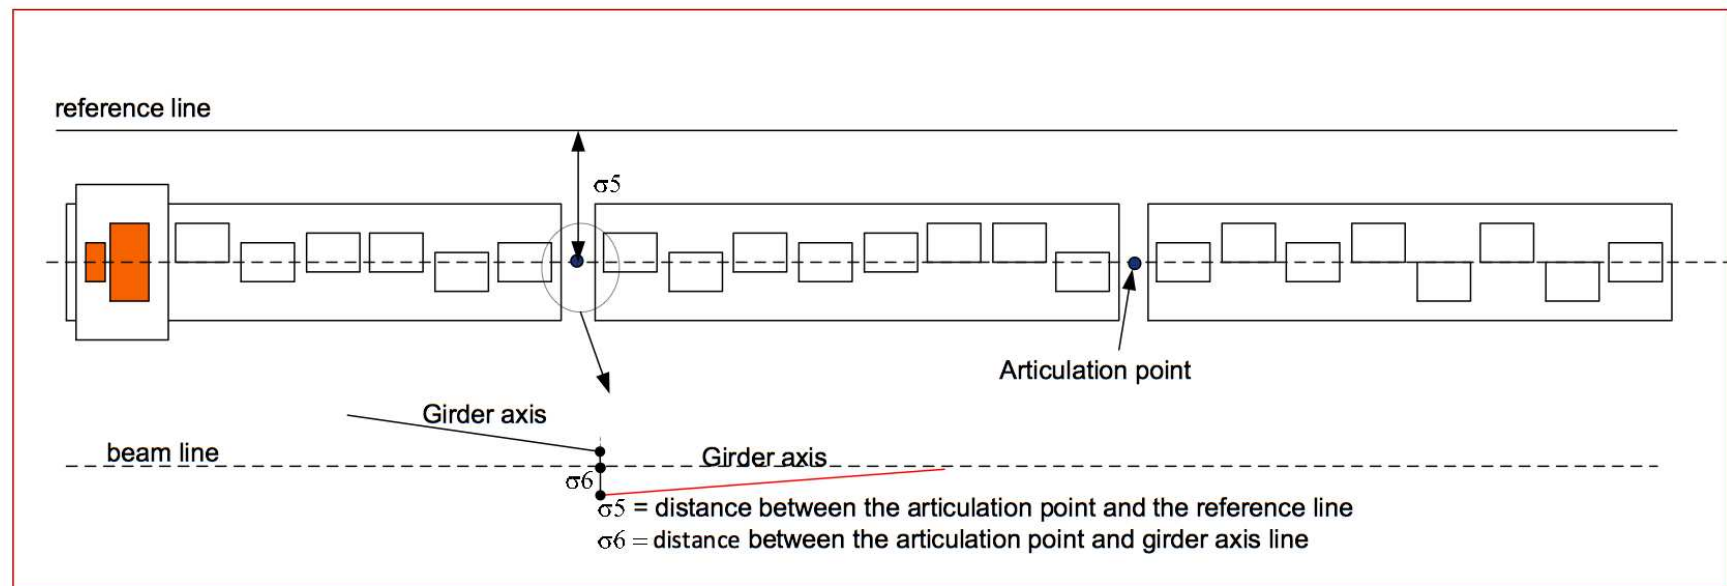 reference line
σ5
Articulation point
Girder axis
beam line
Girder axis
σ6
σ5 = distance between the articulation point and the reference line
σ6 = distance between the articulation point and girder axis line